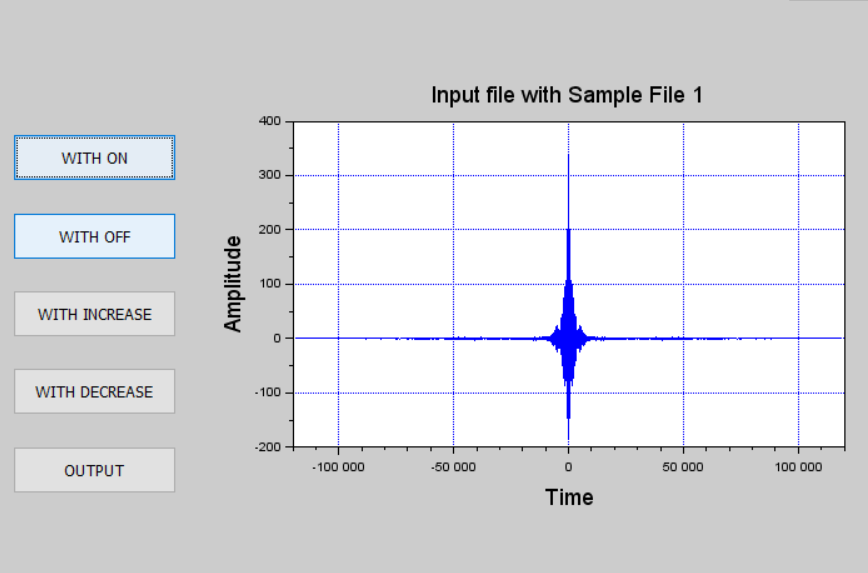 Input file with Sample File 1
WITH ON
WITH OFF
WITH INCREASE
WITH DECREASE
OUTPUT
Amplitude
400
300
200
100
0
-100
-200
-100 000
-50 000
0
50 000
100 000
Time